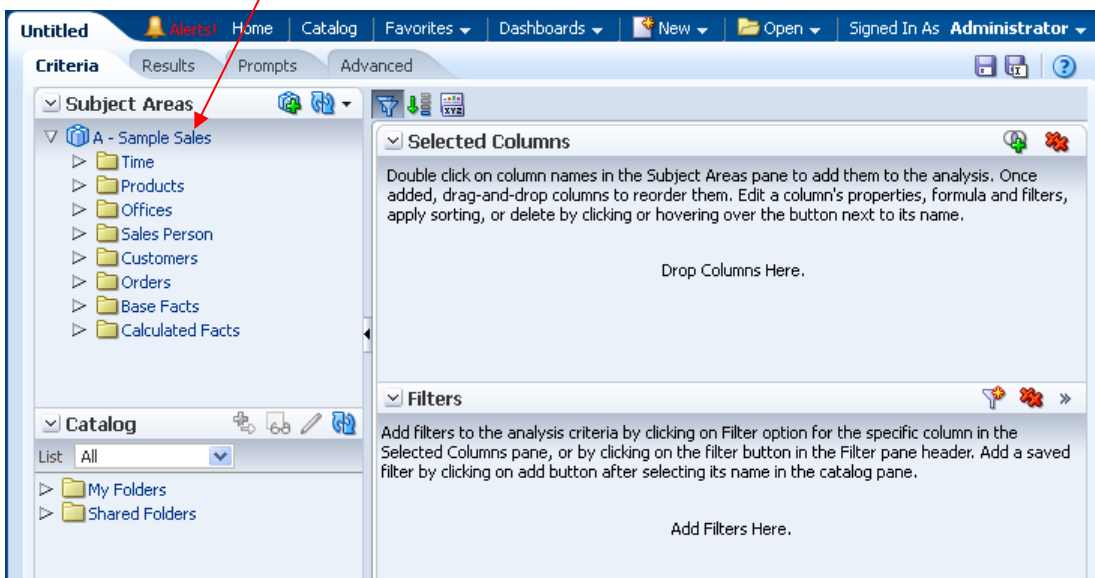 Untitled Alerts! Home Catalog Favorites Dashboards New Open Signed In As Administrator
Criteria Results Prompts Advanced
Subject Areas
A - Sample Sales
Time
Products
Offices
Sales Person
Customers
Orders
Base Facts
Calculated Facts
Catalog
List All
My Folders
Shared Folders
XYZ
Selected Columns
Double click on column names in the Subject Areas pane to add them to the analysis. Once
added, drag-and-drop columns to reorder them. Edit a column's properties, formula and filters,
apply sorting, or delete by clicking or hovering over the button next to its name.
Drop Columns Here.
Filters
Add filters to the analysis criteria by clicking on Filter option for the specific column in the
Selected Columns pane, or by clicking on the filter button in the Filter pane header. Add a saved
filter by clicking on add button after selecting its name in the catalog pane.
Add Filters Here.